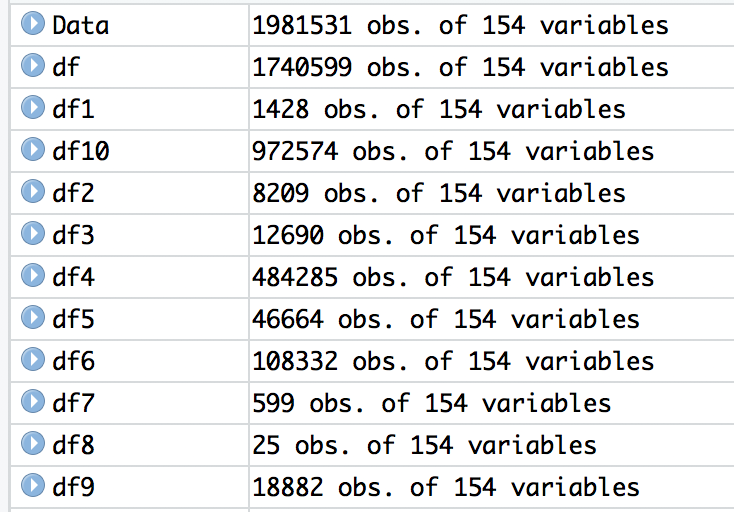 Data 1981531 obs. of 154 variables
df 1740599 obs. of 154 variables
df1 1428 obs. of 154 variables
df10 972574 obs. of 154 variables
df2 8209 obs. of 154 variables
df3 12690 obs. of 154 variables
df4 484285 obs. of 154 variables
df5 46664 obs. of 154 variables
df6 108332 obs. of 154 variables
df7 599 obs. of 154 variables
df8 25 obs. of 154 variables
df9 18882 obs. of 154 variables